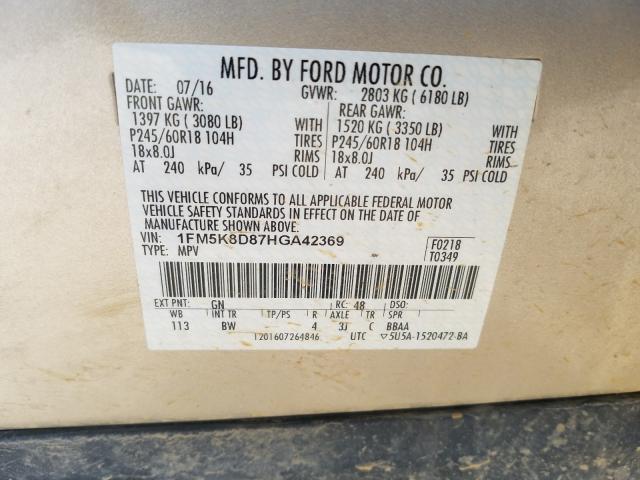 MFD. BY FORD MOTOR CO.
DATE: 07/16 GVWR: 2803 KG ( 6180 LB)
FRONT GAWR: REAR GAWR:
1397 KG ( 3080 LB) WITH 1520 KG ( 3350 LB) WITH
P245/60R18 104H TIRES P245/60R18 104H TIRES
18x8.0J RIMS 18x8.0J RIMS
AT 240 kPa/ 35 PSI COLD AT 240 kPa/ 35 PSI COLD
THIS VEHICLE CONFORMS TO ALL APPLICABLE FEDERAL MOTOR
VEHICLE SAFETY STANDARDS IN EFFECT ON THE DATE OF
MANUFACTURE SHOWN ABOVE.
VIN: 1FM5K8D87HGA42369 F0218
TYPE: MPV T0349
EXT PNT: GN RC: 48
WB INT TR TP/PS R AXLE TR SPR
113 BW 4 3J C BBAA
1201607264846 UTC ▽5U5A-1520472-BA